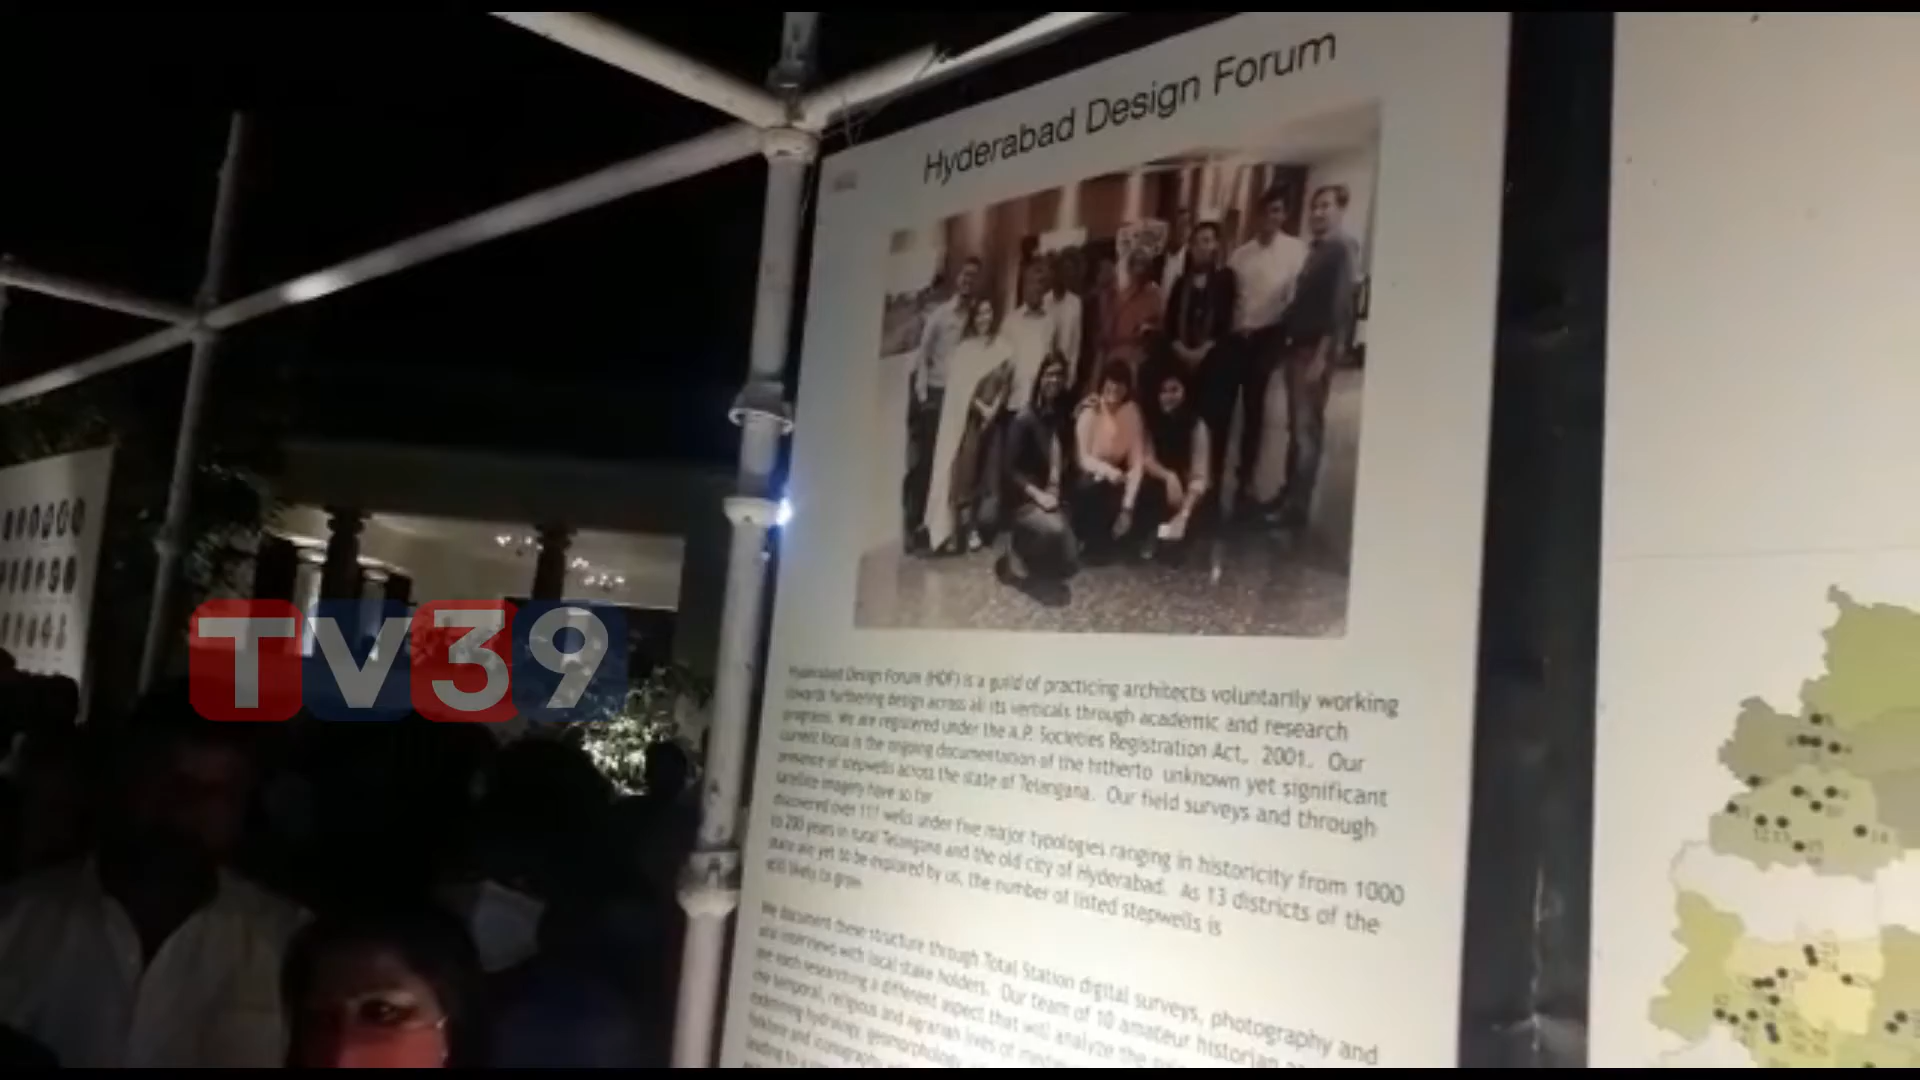 Hyderabad Design Forum
TV39
Hyderabad Design Forum (HDF) is a guild of practicing architects voluntarily working
towards furthering design across all its verticals through academic and research
programs. We are registered under the A.P. Societies Registration Act, 2001. Our
current focus is the ongoing documentation of the hitherto unknown yet significant
presence of stepwells across the state of Telangana. Our field surveys and through
satellite imagery have so far
discovered over 111 wells under five major typologies ranging in historicity from 1000
to 200 years in rural Telangana and the old city of Hyderabad. As 13 districts of the
state are yet to be explored by us, the number of listed stepwells is
still likely to grow.
We document these structure through Total Station digital surveys, photography and
oral interviews with local stake holders. Our team of 10 amateur historian
are each researching a different aspect that will analyze the
the temporal, religious and agrarian lives of
examining hydrology, geomorphology,
folklore and iconography
leading to a